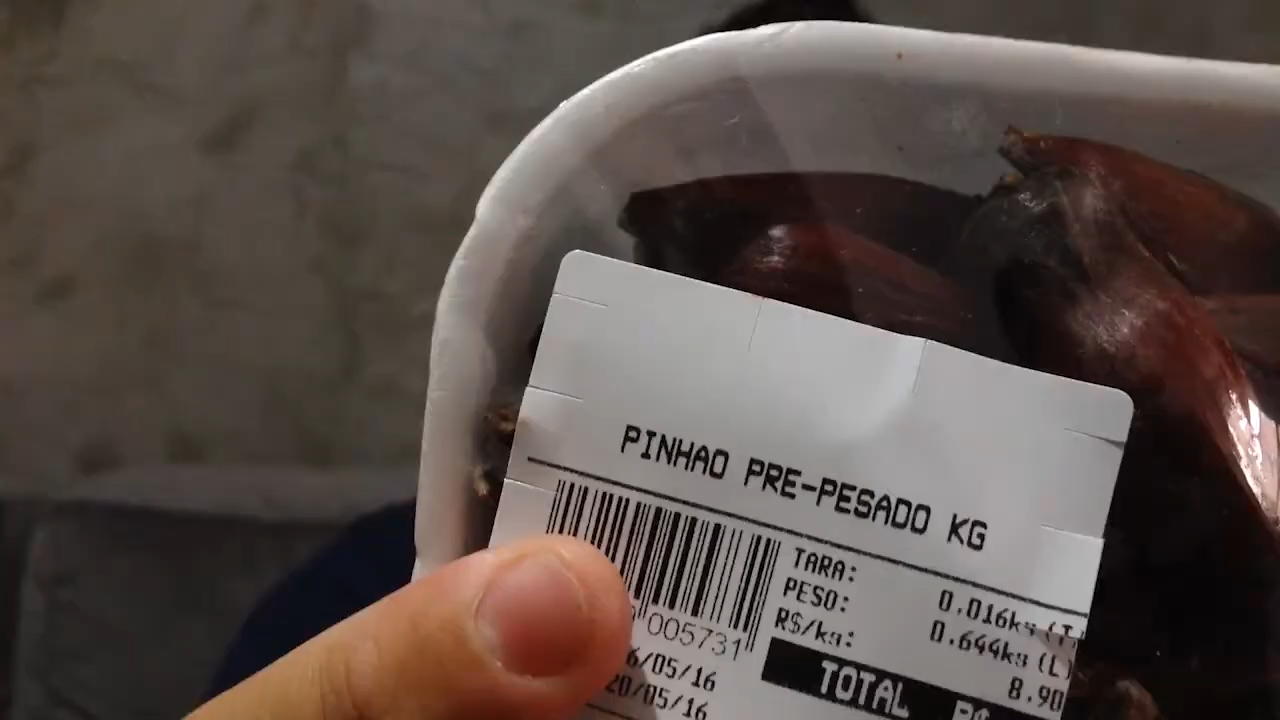 PINHAO PRE-PESADO KG
TARA: 0.016kg (T)
PESO: 0.644kg (L)
R$/kg: 8.90
005731
6/05/16
20/05/16
TOTAL R$